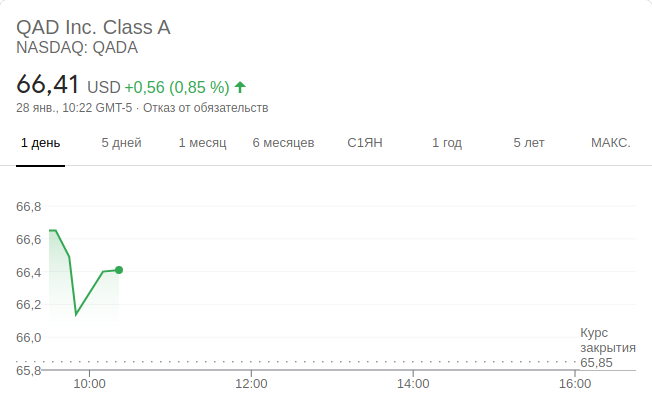 QAD Inc. Class A
NASDAQ: QADA
66,41 USD +0,56 (0,85 %)
28 янв., 10:22 GMT-5 · Отказ от обязательств
1 день 5 дней 1 месяц 6 месяцев С1ЯН 1 год 5 лет МАКС.
66,8
66,6
66,4
66,2
66,0
65,8
Курс
закрытия
65,85
10:00 12:00 14:00 16:00